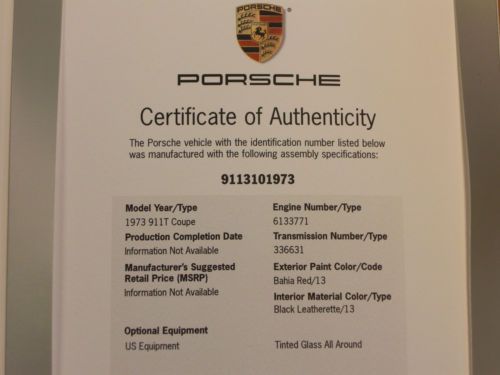 PORSCHE
PORSCHE
Certificate of Authenticity
The Porsche vehicle with the identification number listed below
was manufactured with the following assembly specifications:
9113101973
Model Year/Type
1973 911T Coupe
Production Completion Date
Information Not Available
Manufacturer's Suggested
Retail Price (MSRP)
Information Not Available
Engine Number/Type
6133771
Transmission Number/Type
336631
Exterior Paint Color/Code
Bahia Red/13
Interior Material Color/Type
Black Leatherette/13
Optional Equipment
US Equipment
Tinted Glass All Around